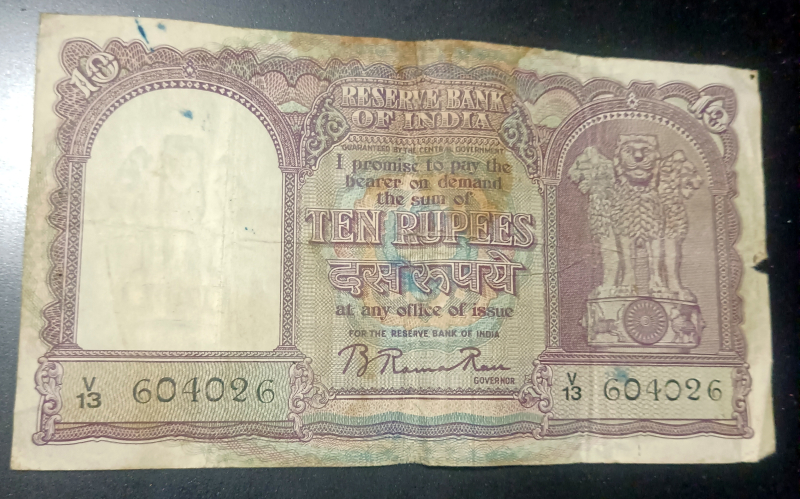 10
10
RESERVE BANK
OF INDIA
GUARANTEED BY THE CENTRAL GOVERNMENT
I promise to pay the
bearer on demand
the sum of
TEN RUPEES
दस रुपये
at any office of issue
FOR THE RESERVE BANK OF INDIA
B Rama Rau
GOVERNOR
V/13 604026
V/13 604026